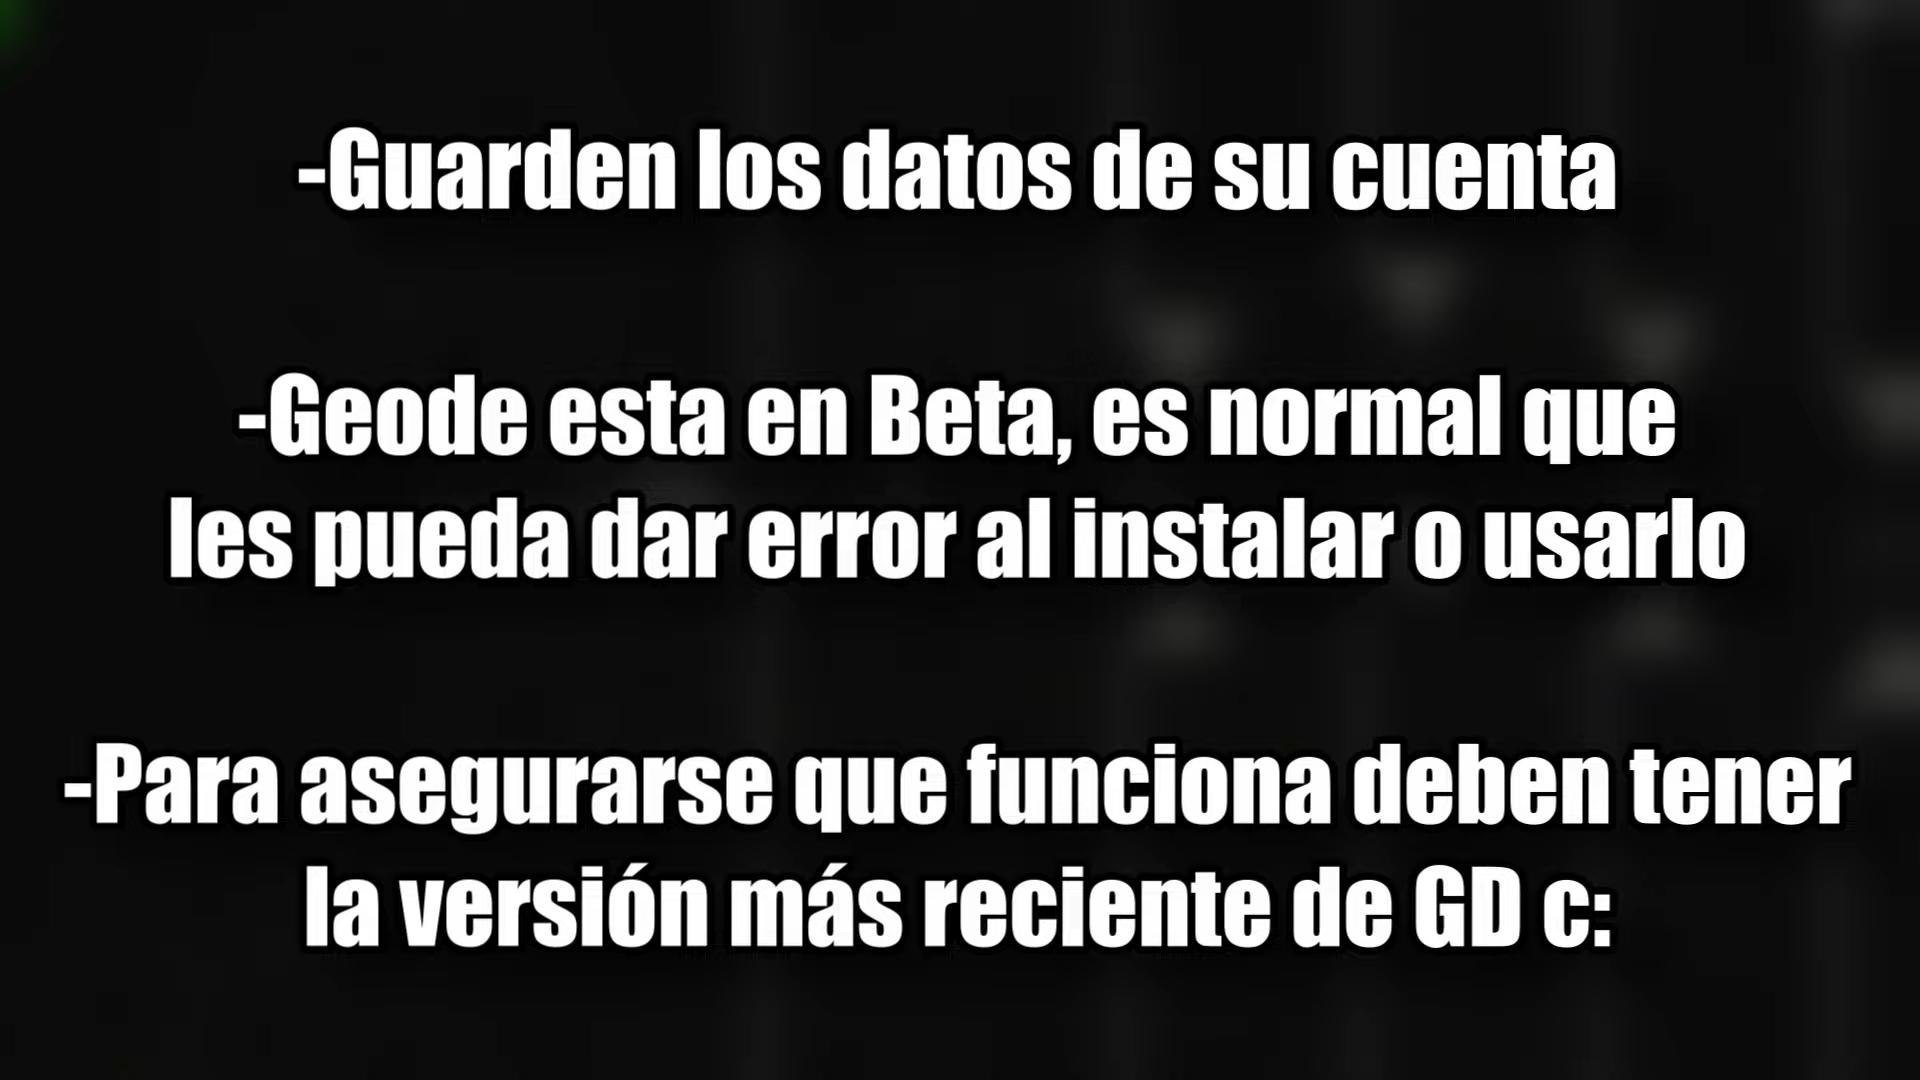 -Guarden los datos de su cuenta
-Geode esta en Beta, es normal que
les pueda dar error al instalar o usarlo
-Para asegurarse que funciona deben tener
la versión más reciente de GD c: